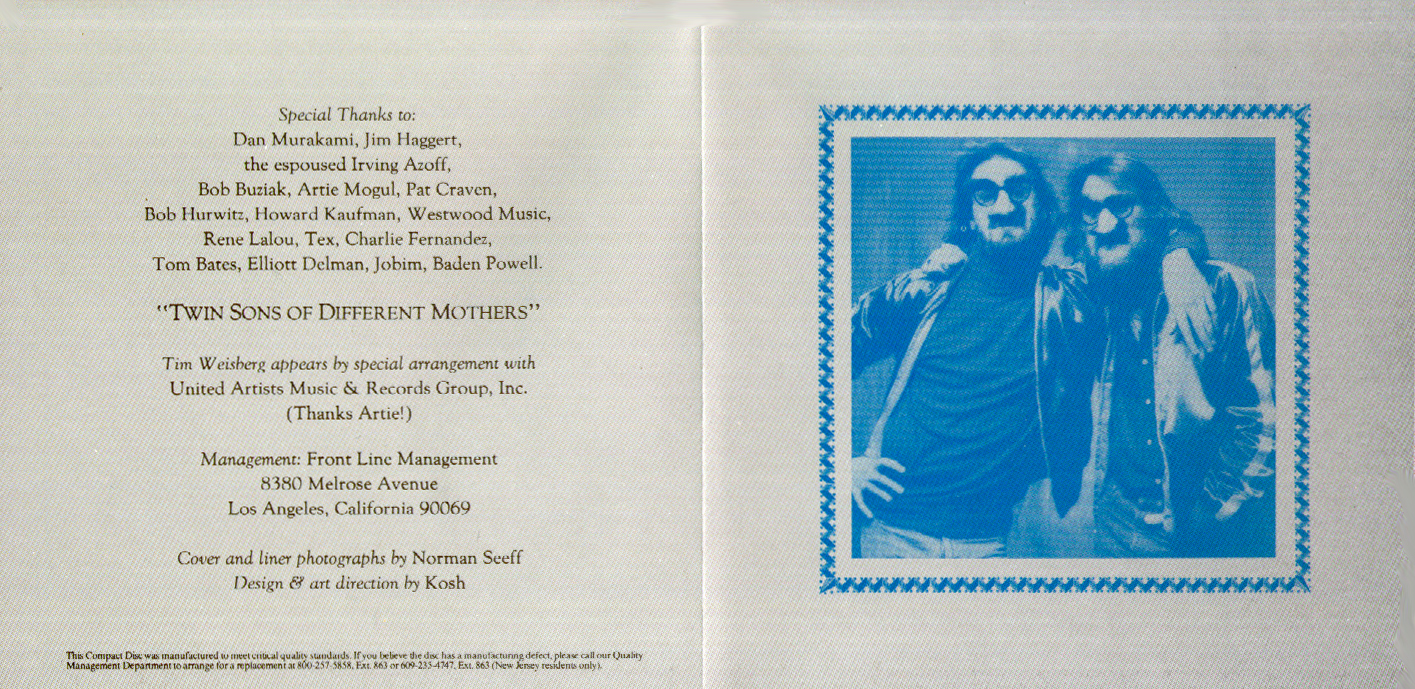 Special Thanks to:
Dan Murakami, Jim Haggert,
the espoused Irving Azoff,
Bob Buziak, Artie Mogul, Pat Craven,
Bob Hurwitz, Howard Kaufman, Westwood Music,
Rene Lalou, Tex, Charlie Fernandez,
Tom Bates, Elliott Delman, Jobim, Baden Powell.
"TWIN SONS OF DIFFERENT MOTHERS"
Tim Weisberg appears by special arrangement with
United Artists Music & Records Group, Inc.
(Thanks Artie!)
Management: Front Line Management
8380 Melrose Avenue
Los Angeles, California 90069
Cover and liner photographs by Norman Seeff
Design & art direction by Kosh
This Compact Disc was manufactured to meet critical quality standards. If you believe the disc has a manufacturing defect, please call our Quality
Management Department to arrange for a replacement at 800-257-5858, Ext. 863 or 609-235-4747, Ext. 863 (New Jersey residents only).